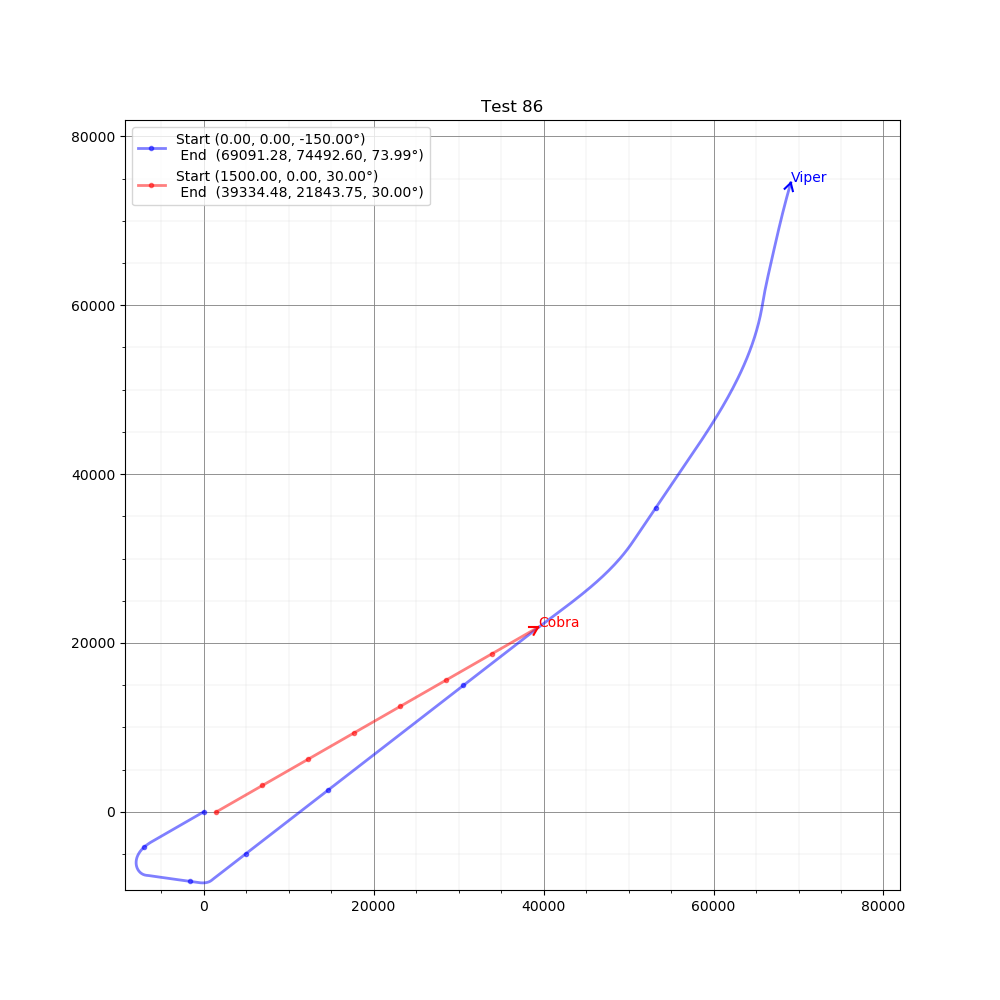 Test 86
Start (0.00, 0.00, -150.00°)
End (69091.28, 74492.60, 73.99°)
Start (1500.00, 0.00, 30.00°)
End (39334.48, 21843.75, 30.00°)
80000
Viper
60000
40000
Cobra
20000
0
0
20000
40000
60000
80000